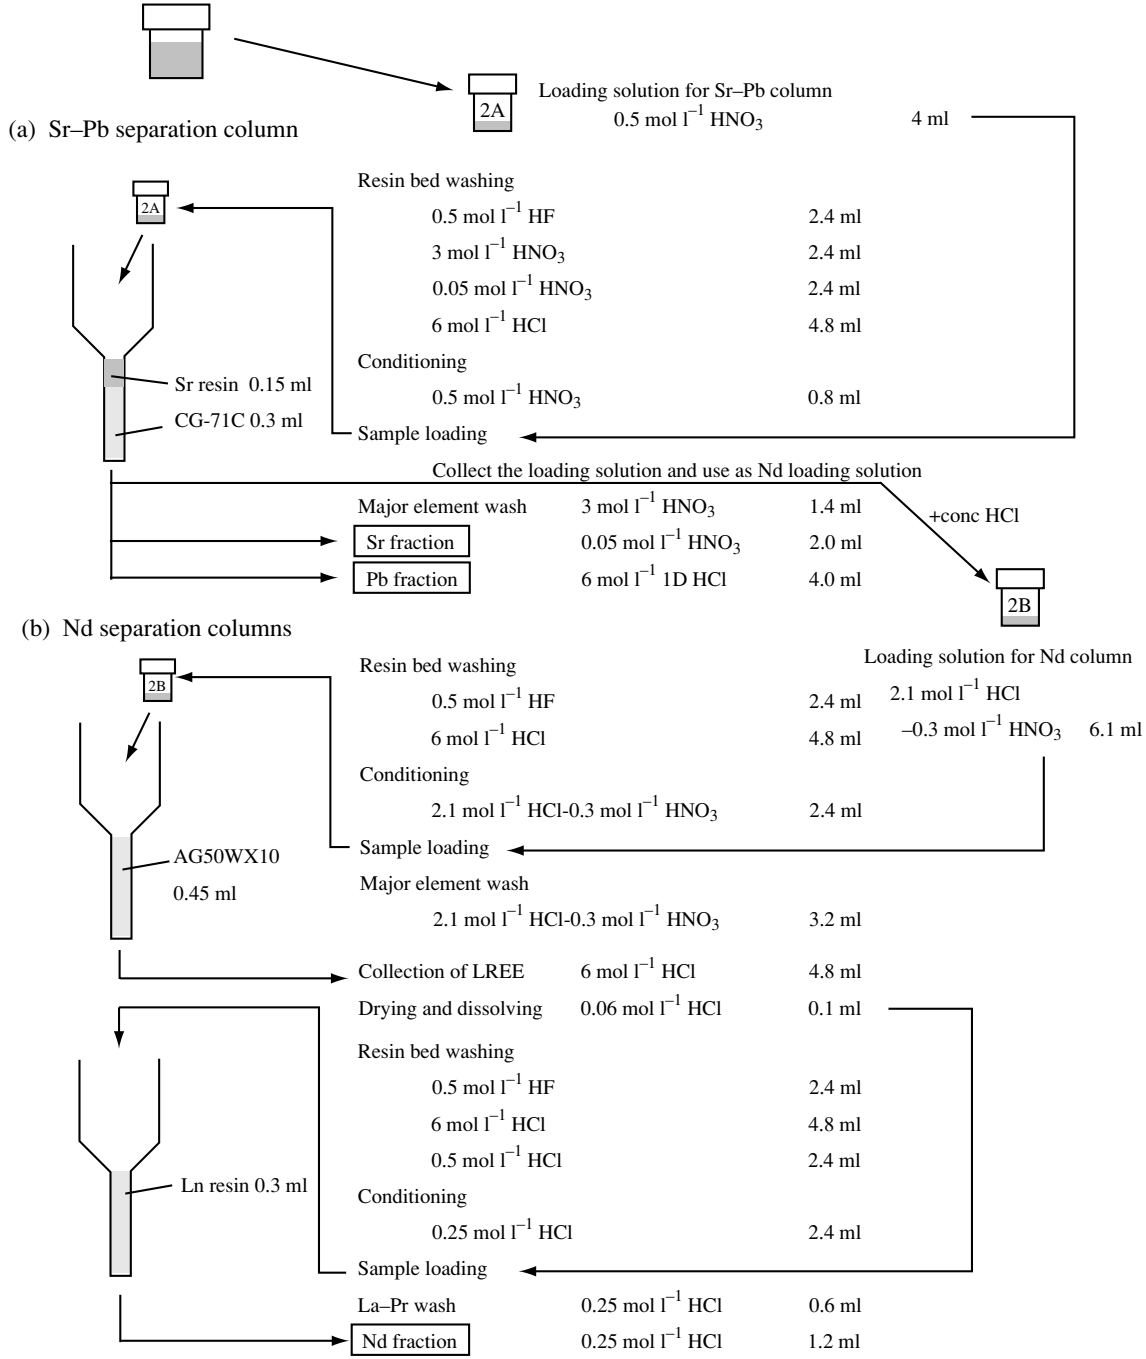 2A
Loading solution for Sr–Pb column
0.5 mol l⁻¹ HNO₃ 4 ml
(a) Sr–Pb separation column
Resin bed washing
2A
0.5 mol l⁻¹ HF 2.4 ml
3 mol l⁻¹ HNO₃ 2.4 ml
0.05 mol l⁻¹ HNO₃ 2.4 ml
6 mol l⁻¹ HCl 4.8 ml
Conditioning
Sr resin 0.15 ml
0.5 mol l⁻¹ HNO₃ 0.8 ml
CG-71C 0.3 ml
Sample loading
Collect the loading solution and use as Nd loading solution
Major element wash 3 mol l⁻¹ HNO₃ 1.4 ml
+conc HCl
Sr fraction 0.05 mol l⁻¹ HNO₃ 2.0 ml
Pb fraction 6 mol l⁻¹ 1D HCl 4.0 ml
2B
(b) Nd separation columns
Loading solution for Nd column
2.1 mol l⁻¹ HCl
–0.3 mol l⁻¹ HNO₃ 6.1 ml
Resin bed washing
2B
0.5 mol l⁻¹ HF 2.4 ml
6 mol l⁻¹ HCl 4.8 ml
Conditioning
2.1 mol l⁻¹ HCl-0.3 mol l⁻¹ HNO₃ 2.4 ml
Sample loading
AG50WX10
0.45 ml
Major element wash
2.1 mol l⁻¹ HCl-0.3 mol l⁻¹ HNO₃ 3.2 ml
Collection of LREE 6 mol l⁻¹ HCl 4.8 ml
Drying and dissolving 0.06 mol l⁻¹ HCl 0.1 ml
Resin bed washing
0.5 mol l⁻¹ HF 2.4 ml
6 mol l⁻¹ HCl 4.8 ml
0.5 mol l⁻¹ HCl 2.4 ml
Ln resin 0.3 ml
Conditioning
0.25 mol l⁻¹ HCl 2.4 ml
Sample loading
La–Pr wash 0.25 mol l⁻¹ HCl 0.6 ml
Nd fraction 0.25 mol l⁻¹ HCl 1.2 ml